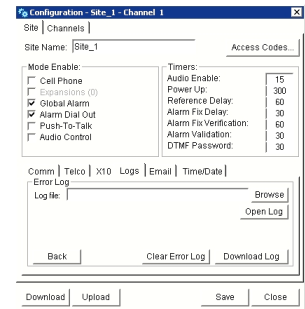 Configuration - Site_1 - Channel 1
Site Channels
Site Name: Site_1 Access Codes...
Mode Enable:
Cell Phone
Expansions (0)
Global Alarm
Alarm Dial Out
Push-To-Talk
Audio Control
Timers:
Audio Enable: 15
Power Up: 300
Reference Delay: 60
Alarm Fix Delay: 30
Alarm Fix Verification: 60
Alarm Validation: 30
DTMF Password: 30
Comm Telco X10 Logs Email Time/Date
Error Log
Log file: Browse
Open Log
Back Clear Error Log Download Log
Download Upload Save Close